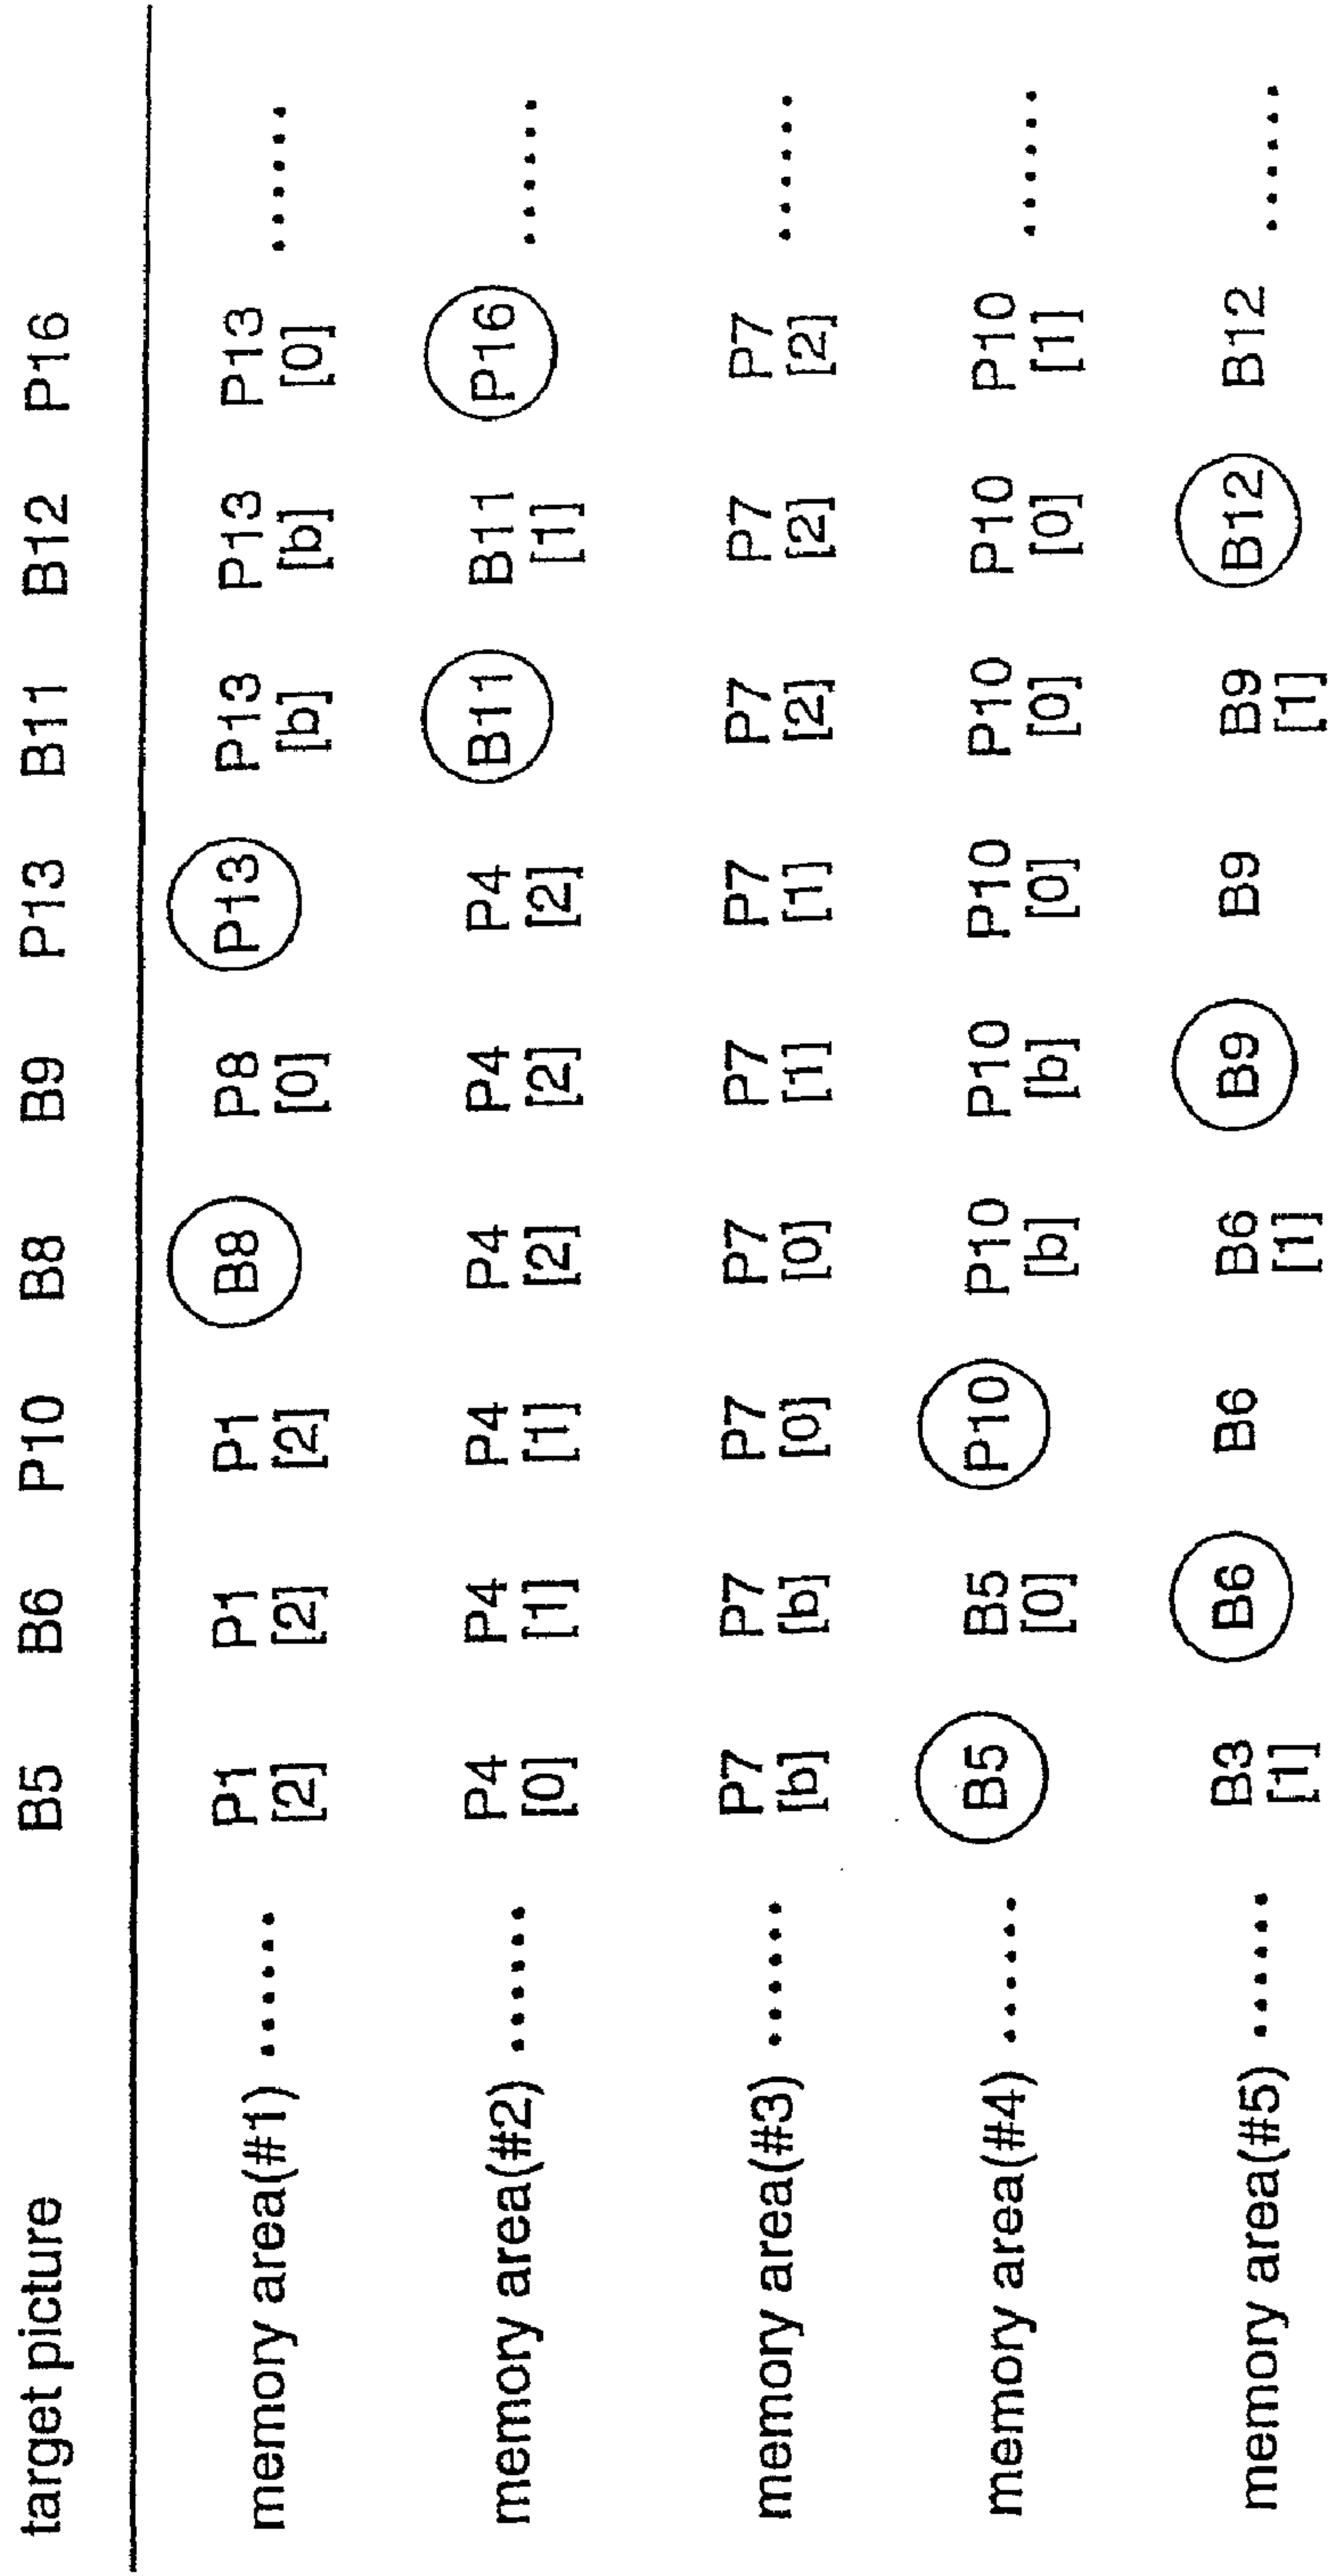 target picture B5 B6 P10 B8 B9 P13 B11 B12 P16
memory area(#1) ...... P1 P1 P1 B8 P8 P13 P13 P13 P13 ......
[2] [2] [2] [0] [b] [b] [0]
memory area(#2) ...... P4 P4 P4 P4 P4 P4 B11 B11 P16 ......
[0] [1] [1] [2] [2] [2] [1]
memory area(#3) ...... P7 P7 P7 P7 P7 P7 P7 P7 P7 ......
[b] [b] [0] [0] [1] [1] [2] [2] [2]
memory area(#4) ...... B5 B5 P10 P10 P10 P10 P10 P10 P10 ......
[0] [b] [b] [0] [0] [0] [1]
memory area(#5) ...... B3 B6 B6 B6 B9 B9 B9 B12 B12 ......
[1] [1] [1]